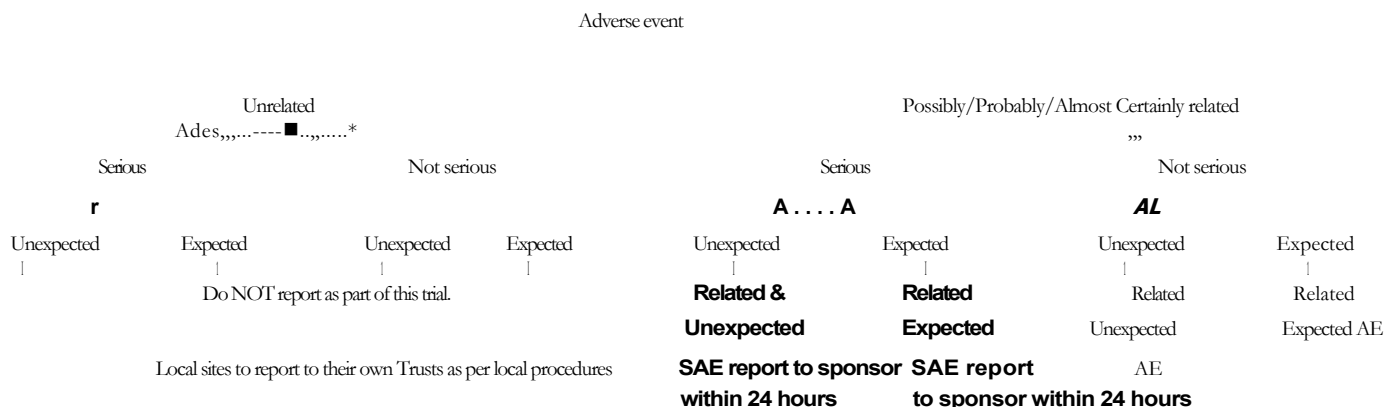 Adverse event
Unrelated Possibly/Probably/Almost Certainly related
Ades,,,...----■..,,.....* ,,,
Serious Not serious Serious Not serious
r A . . . . A AL
Unexpected Expected Unexpected Expected Unexpected Expected Unexpected Expected
Do NOT report as part of this trial. Related & Related Related Related
Unexpected Expected Unexpected Expected AE
Local sites to report to their own Trusts as per local procedures SAE report to sponsor SAE report AE
within 24 hours to sponsor within 24 hours